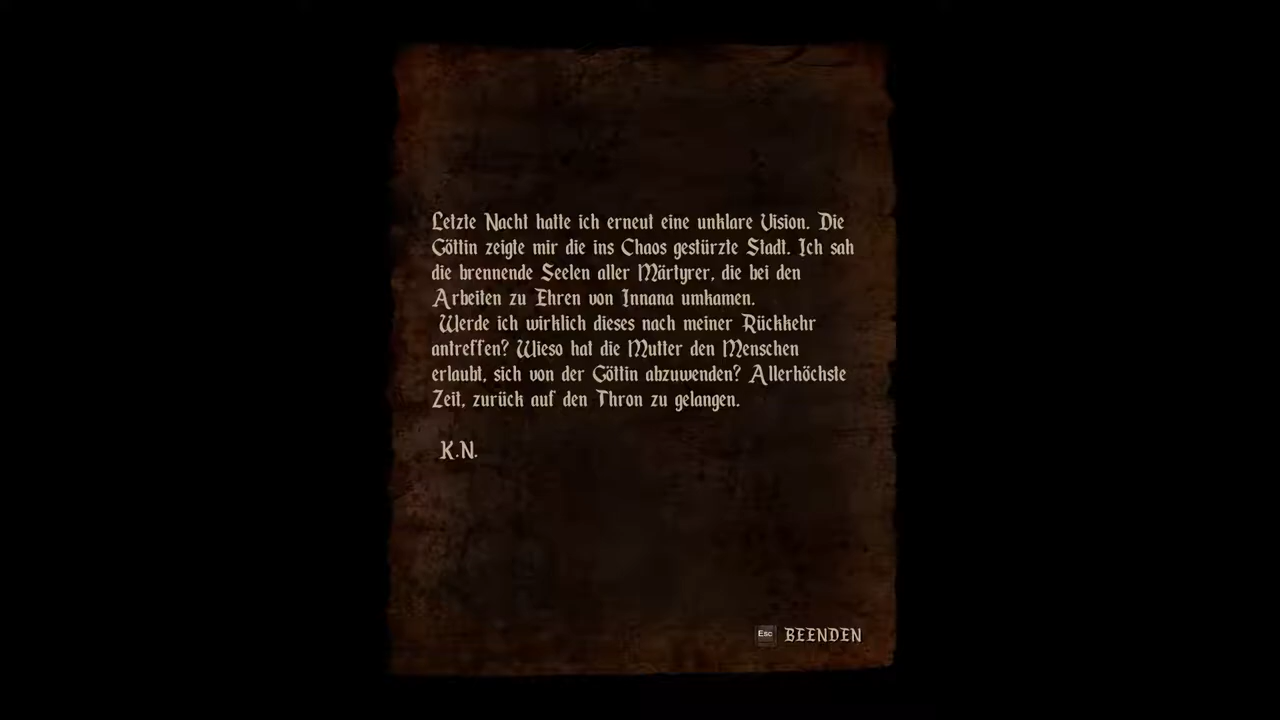 Letzte Nacht hatte ich erneut eine unklare Vision. Die
Göttin zeigte mir die ins Chaos gestürzte Stadt. Ich sah
die brennende Seelen aller Märtyrer, die bei den
Arbeiten zu Ehren von Innana umkamen.
Werde ich wirklich dieses nach meiner Rückkehr
antreffen? Wieso hat die Mutter den Menschen
erlaubt, sich von der Göttin abzuwenden? Allerhöchste
Zeit, zurück auf den Thron zu gelangen.
K.N.
Esc BEENDEN